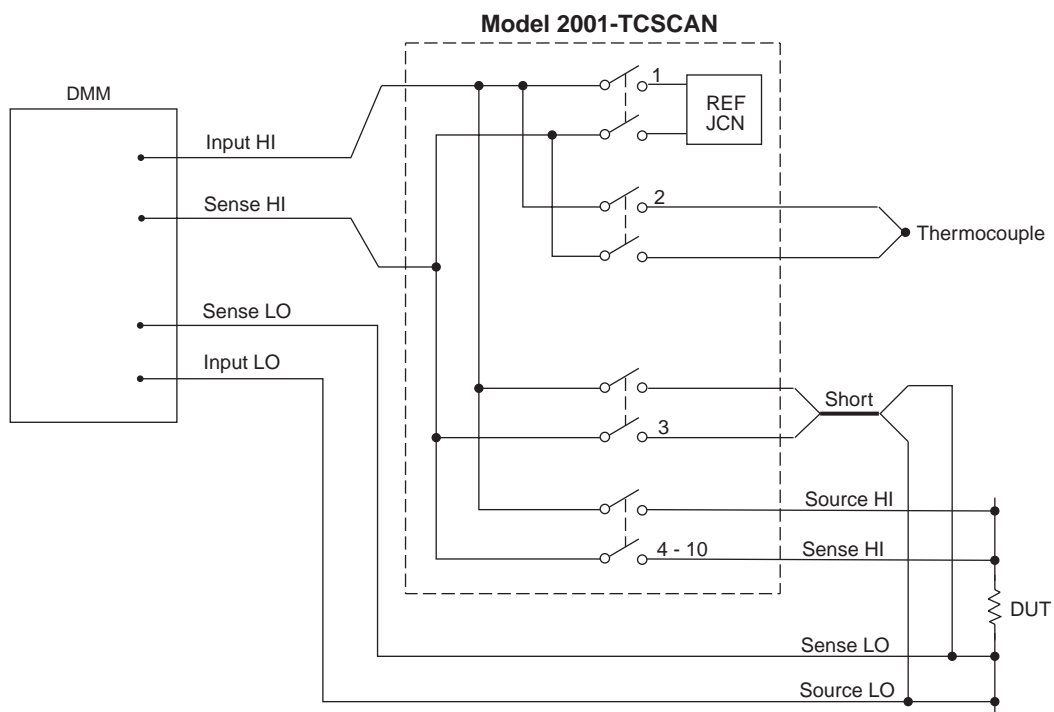 Model 2001-TCSCAN
DMM
1
REF
JCN
Input HI
Sense HI
2
Thermocouple
Sense LO
Input LO
Short
3
Source HI
4 - 10
Sense HI
DUT
Sense LO
Source LO